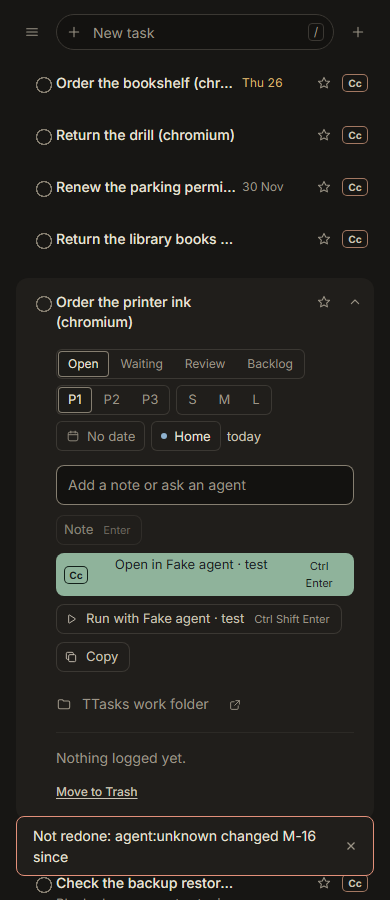 New task /
Order the bookshelf (chr... Thu 26 Cc
Return the drill (chromium) Cc
Renew the parking permi... 30 Nov Cc
Return the library books ... Cc
Order the printer ink
(chromium)
Open Waiting Review Backlog
P1 P2 P3 S M L
No date Home today
Add a note or ask an agent
Note Enter
Cc Open in Fake agent · test Ctrl
Enter
Run with Fake agent · test Ctrl Shift Enter
Copy
TTasks work folder
Nothing logged yet.
Move to Trash
Not redone: agent:unknown changed M-16
since
Check the backup restor... Cc